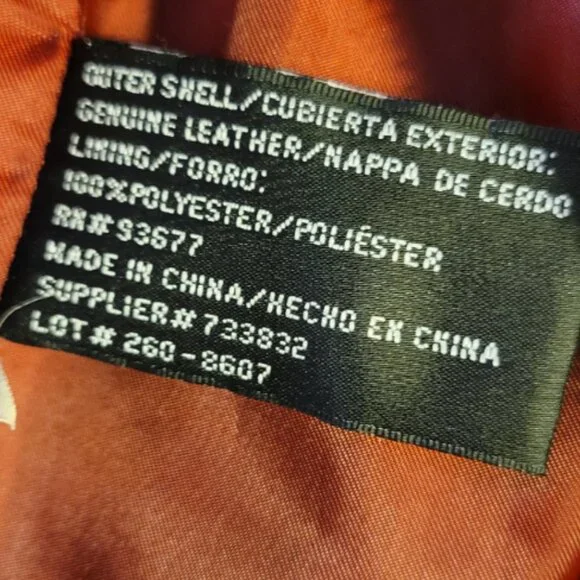 OUTER SHELL/CUBIERTA EXTERIOR:
GENUINE LEATHER/NAPPA DE CERDO
LINING/FORRO:
100%POLYESTER/POLIÉSTER
RN# 93677
MADE IN CHINA/HECHO EN CHINA
SUPPLIER# 733832
LOT# 260-8607